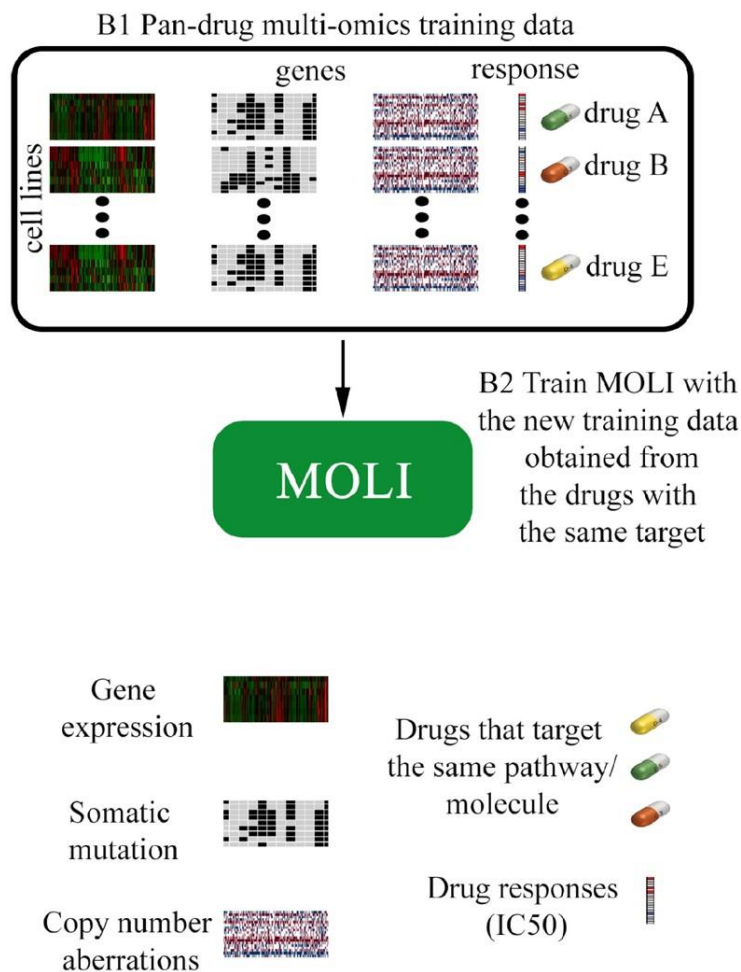 B1 Pan-drug multi-omics training data
genes
response
cell lines
drug A
drug B
drug E
B2 Train MOLI with
the new training data
obtained from
the drugs with
the same target
MOLI
Gene
expression
Somatic
mutation
Copy number
aberrations
Drugs that target
the same pathway/
molecule
Drug responses
(IC50)